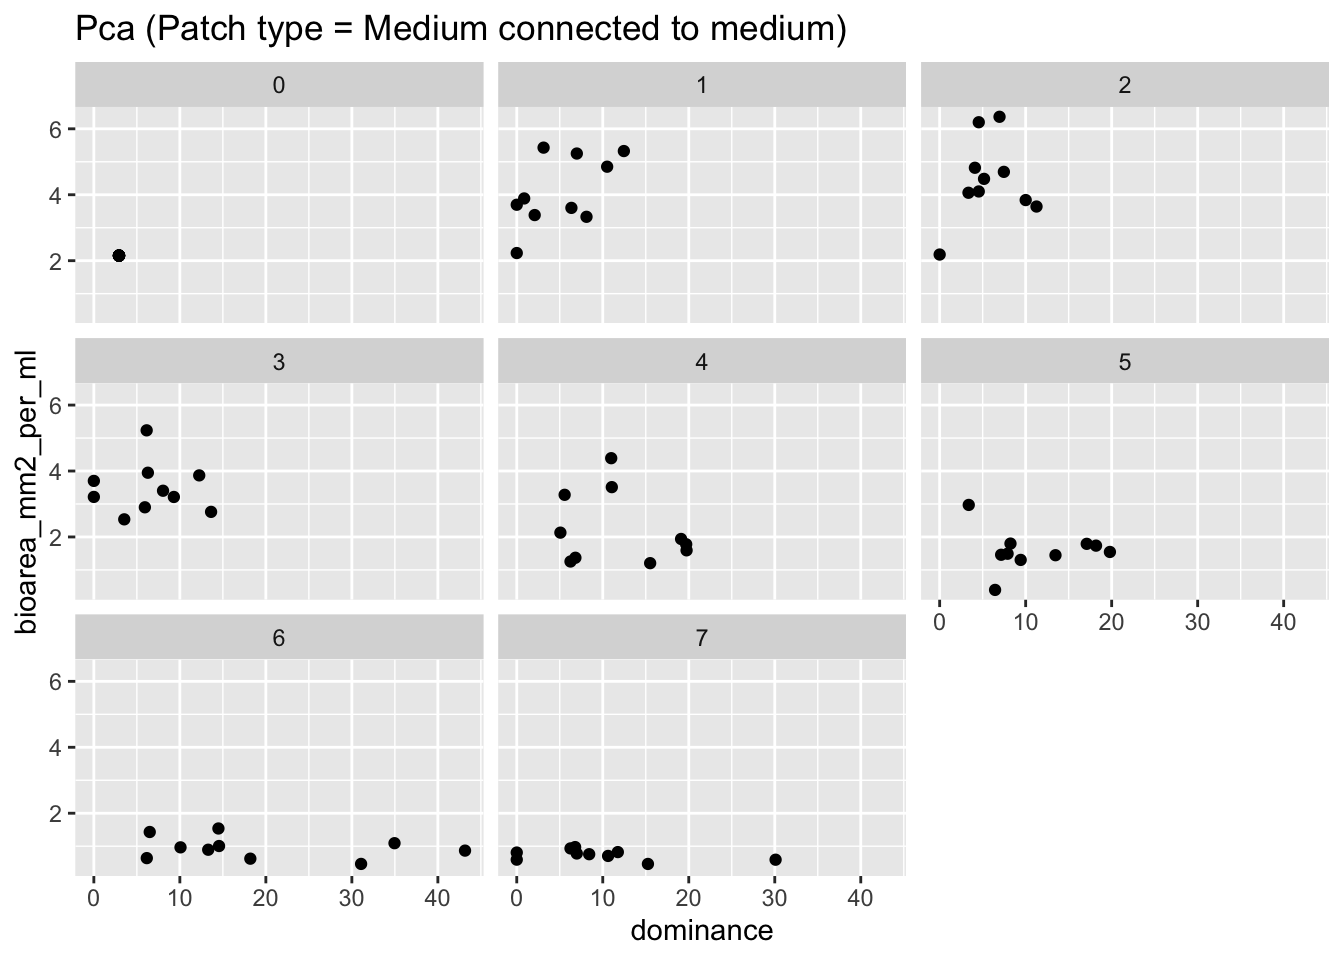 Pca (Patch type = Medium connected to medium)
0 1 2
6
4
2
bioarea_mm2_per_ml
3 4 5
6
4
2
0 10 20 30 40
6 7
6
4
2
0 10 20 30 40 0 10 20 30 40
dominance